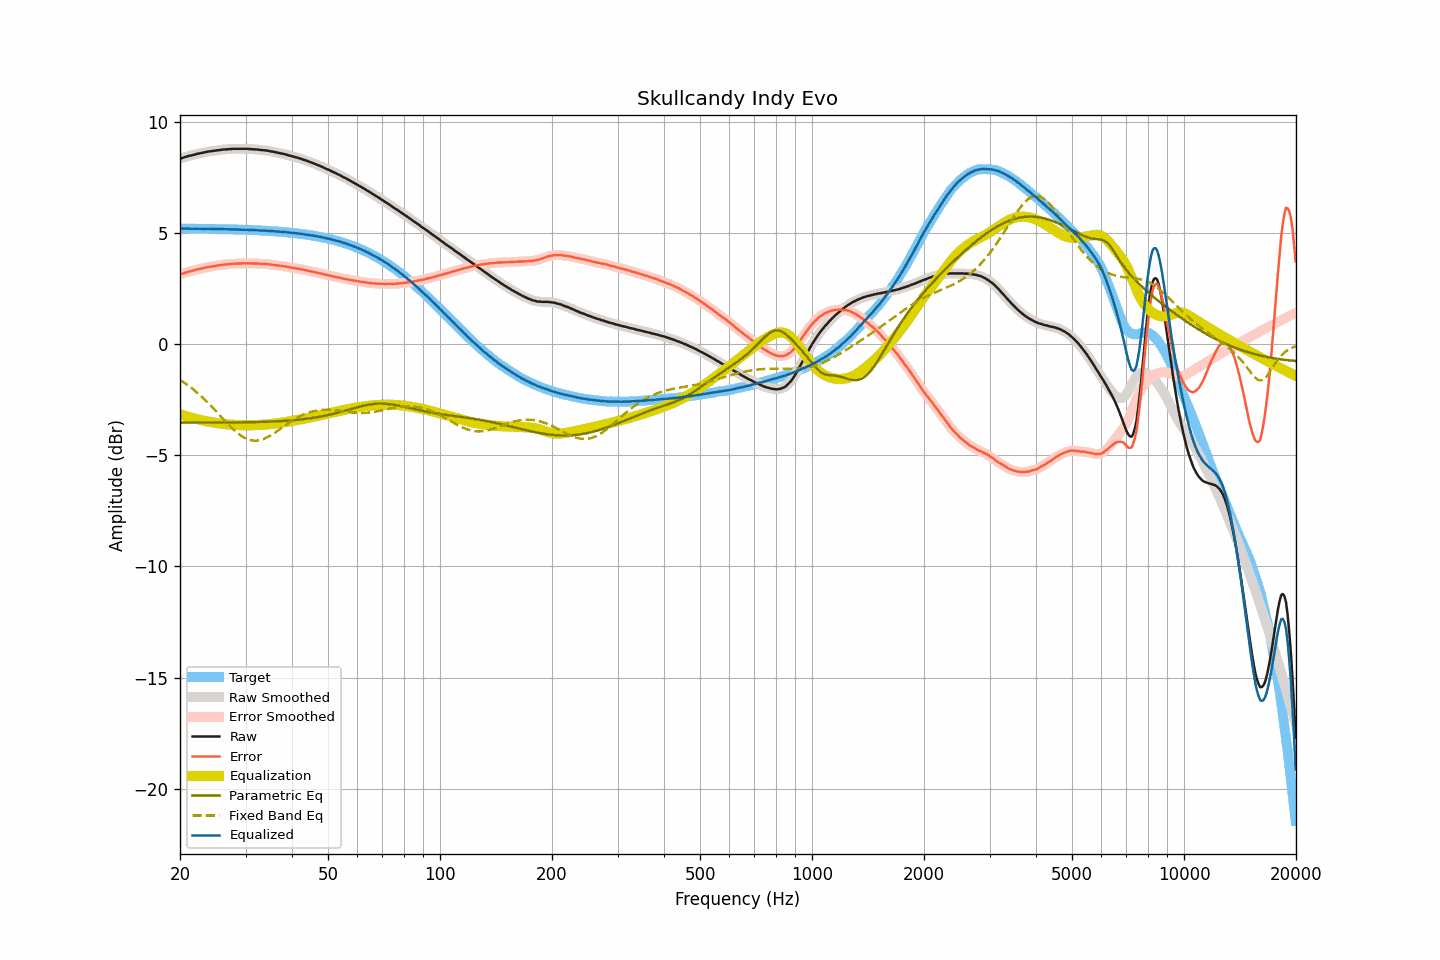 Skullcandy Indy Evo
10
5
0
−5
−10
−15
−20
Amplitude (dBr)
Target
Raw Smoothed
Error Smoothed
Raw
Error
Equalization
Parametric Eq
Fixed Band Eq
Equalized
20 50 100 200 500 1000 2000 5000 10000 20000
Frequency (Hz)